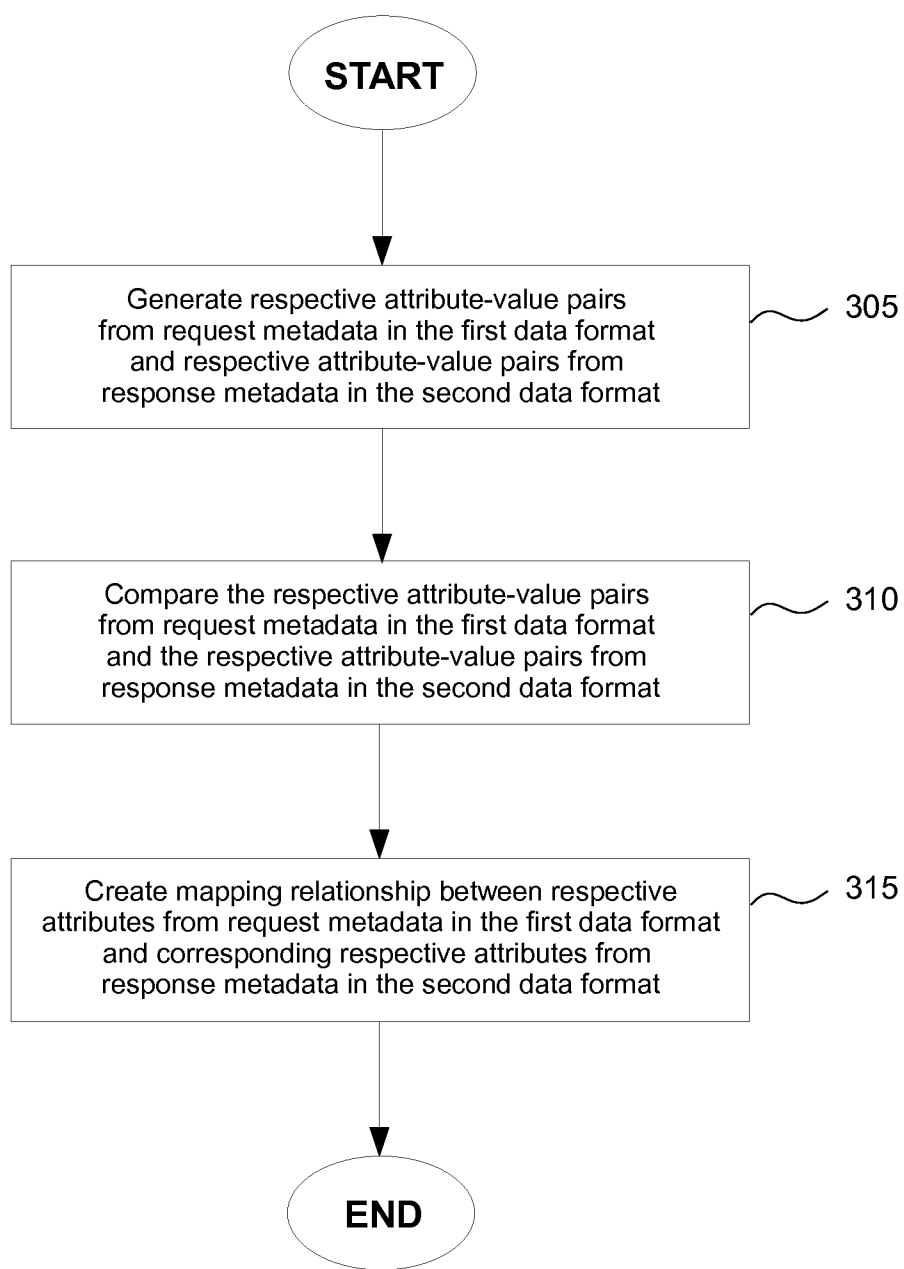 START
Generate respective attribute-value pairs
from request metadata in the first data format
and respective attribute-value pairs from
response metadata in the second data format
305
Compare the respective attribute-value pairs
from request metadata in the first data format
and the respective attribute-value pairs from
response metadata in the second data format
310
Create mapping relationship between respective
attributes from request metadata in the first data format
and corresponding respective attributes from
response metadata in the second data format
315
END